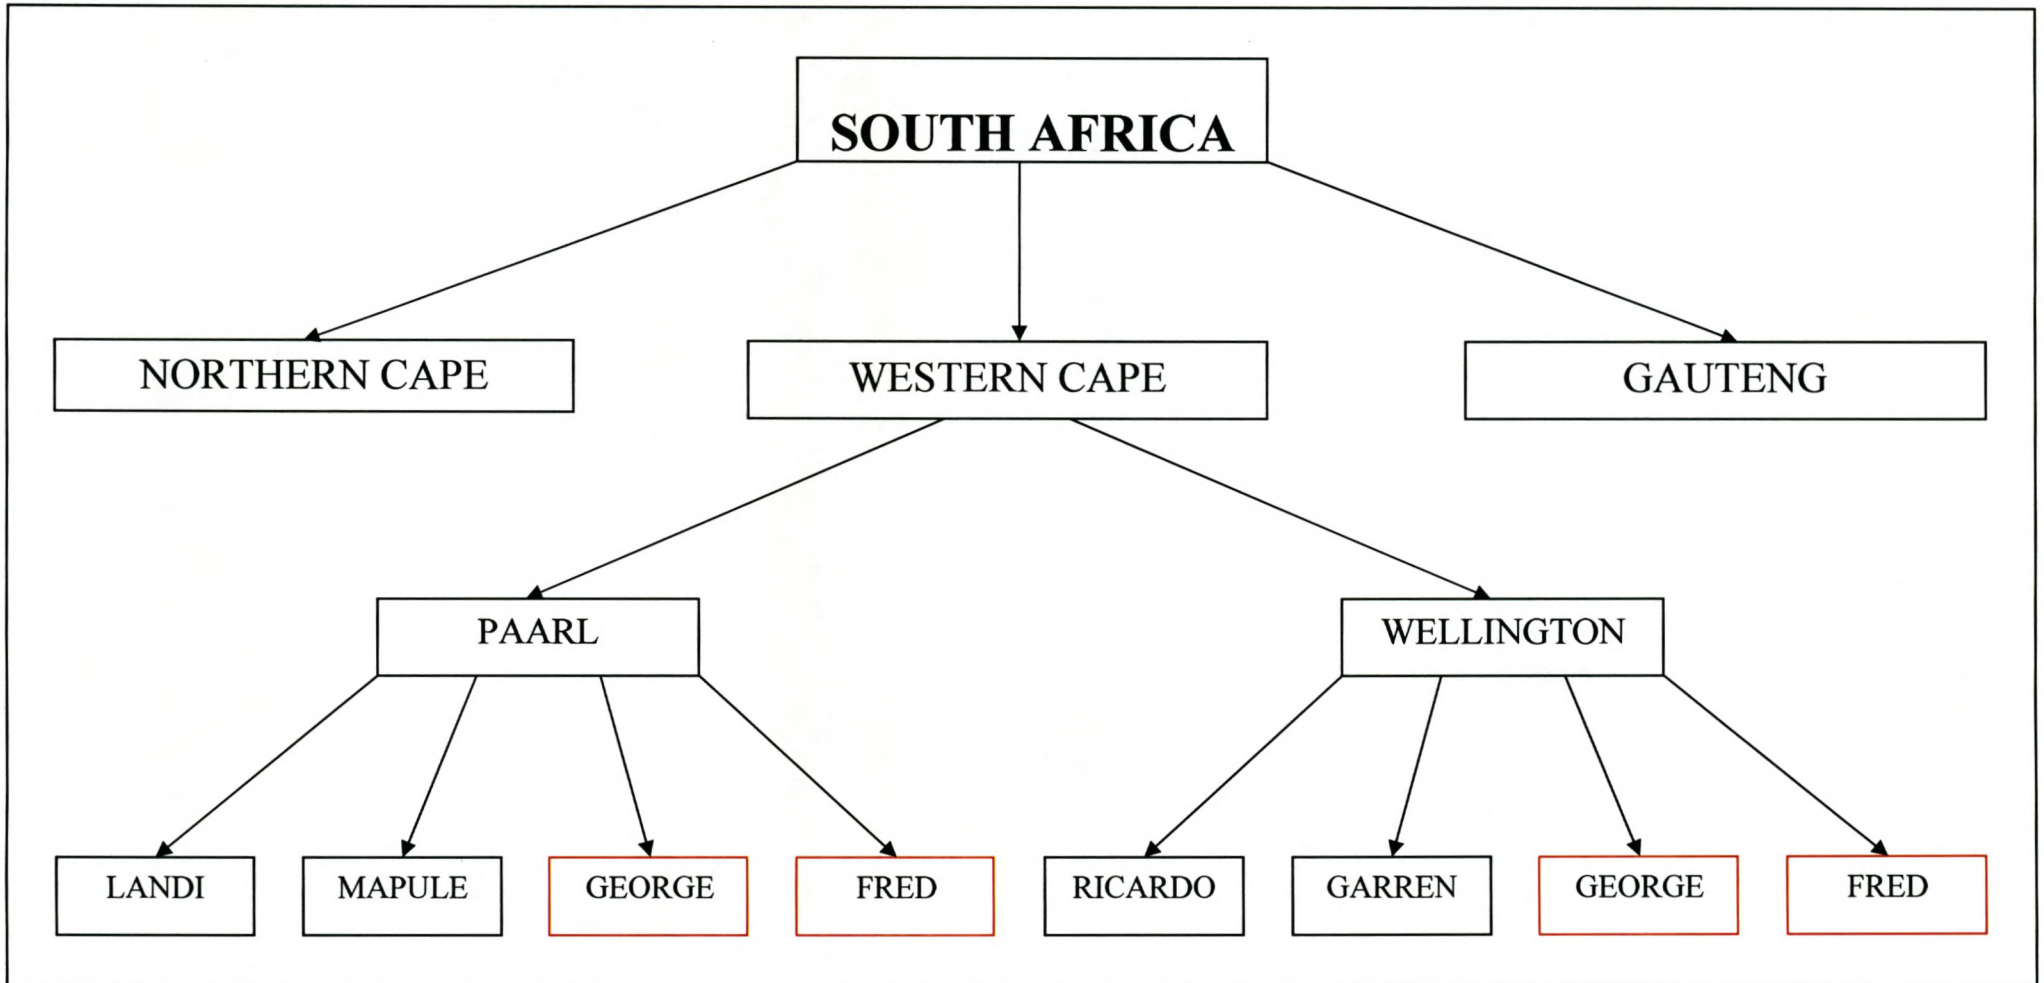 SOUTH AFRICA
NORTHERN CAPE
WESTERN CAPE
GAUTENG
PAARL
WELLINGTON
LANDI
MAPULE
GEORGE
FRED
RICARDO
GARREN
GEORGE
FRED